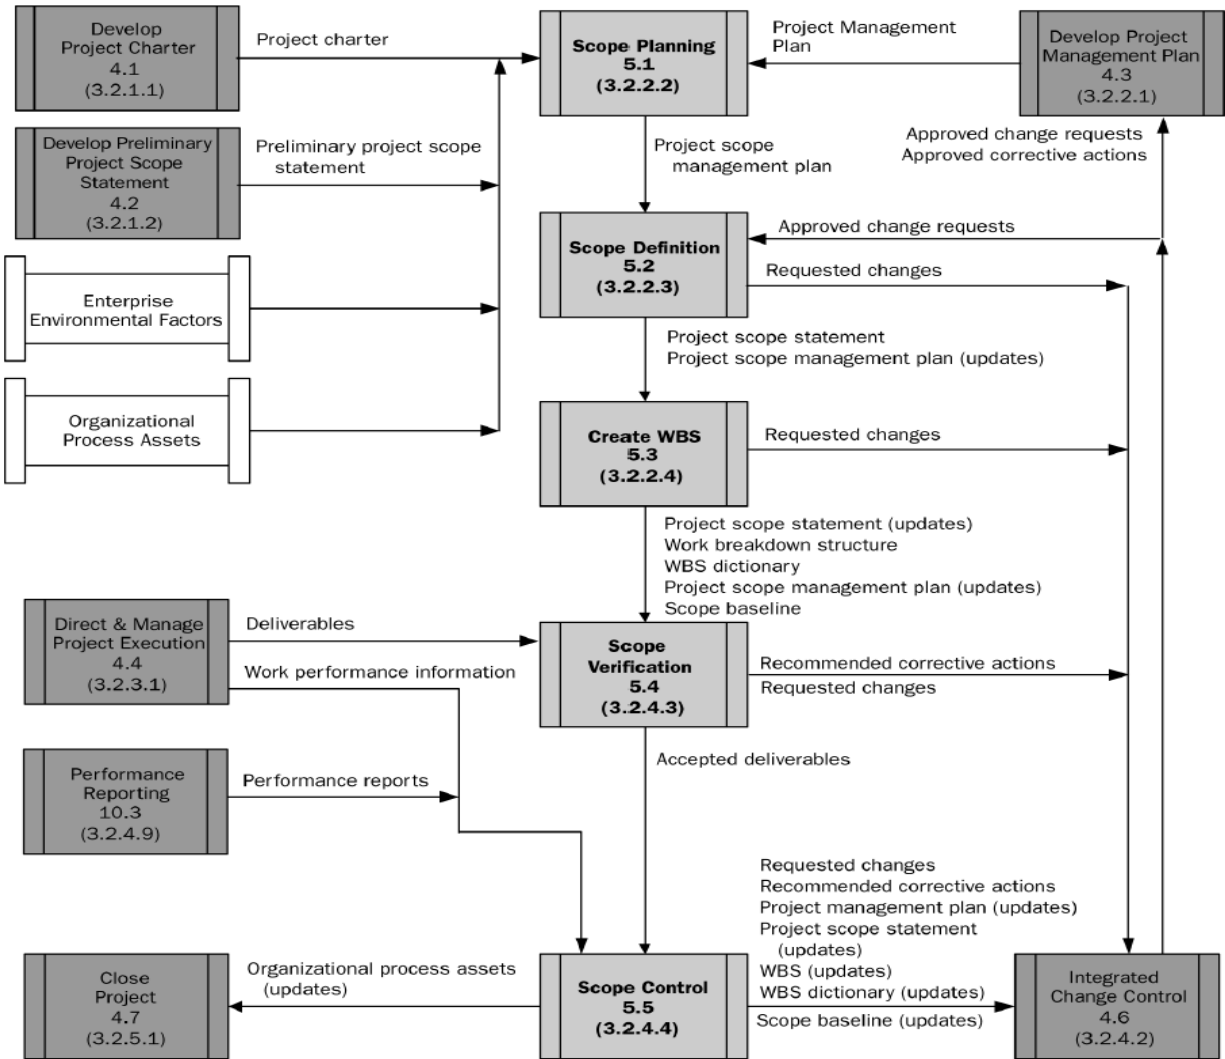 Develop
Project Charter
4.1
(3.2.1.1)
Project charter
Scope Planning
5.1
(3.2.2.2)
Project Management
Plan
Develop Project
Management Plan
4.3
(3.2.2.1)
Develop Preliminary
Project Scope
Statement
4.2
(3.2.1.2)
Preliminary project scope
statement
Project scope
management plan
Approved change requests
Approved corrective actions
Scope Definition
5.2
(3.2.2.3)
Approved change requests
Requested changes
Enterprise
Environmental Factors
Project scope statement
Project scope management plan (updates)
Organizational
Process Assets
Create WBS
5.3
(3.2.2.4)
Requested changes
Project scope statement (updates)
Work breakdown structure
WBS dictionary
Project scope management plan (updates)
Scope baseline
Direct & Manage
Project Execution
4.4
(3.2.3.1)
Deliverables
Work performance information
Scope
Verification
5.4
(3.2.4.3)
Recommended corrective actions
Requested changes
Accepted deliverables
Performance
Reporting
10.3
(3.2.4.9)
Performance reports
Requested changes
Recommended corrective actions
Project management plan (updates)
Project scope statement
(updates)
WBS (updates)
WBS dictionary (updates)
Scope baseline (updates)
Close
Project
4.7
(3.2.5.1)
Organizational process assets
(updates)
Scope Control
5.5
(3.2.4.4)
Integrated
Change Control
4.6
(3.2.4.2)